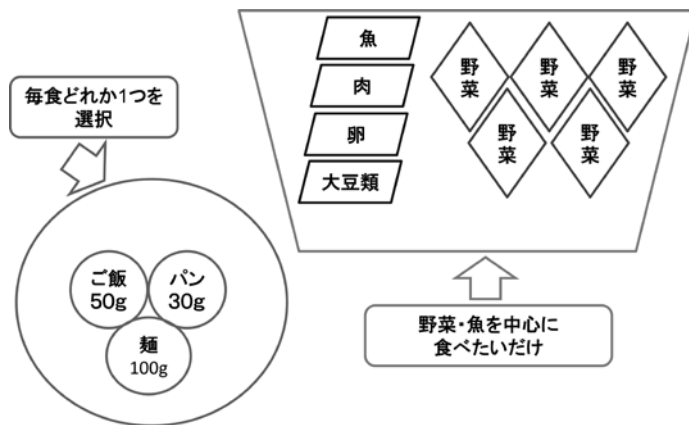 毎食どれか1つを
選択
ご飯
50g
パン
30g
麺
100g
魚
肉
卵
大豆類
野
菜
野
菜
野
菜
野
菜
野
菜
野菜・魚を中心に
食べたいだけ